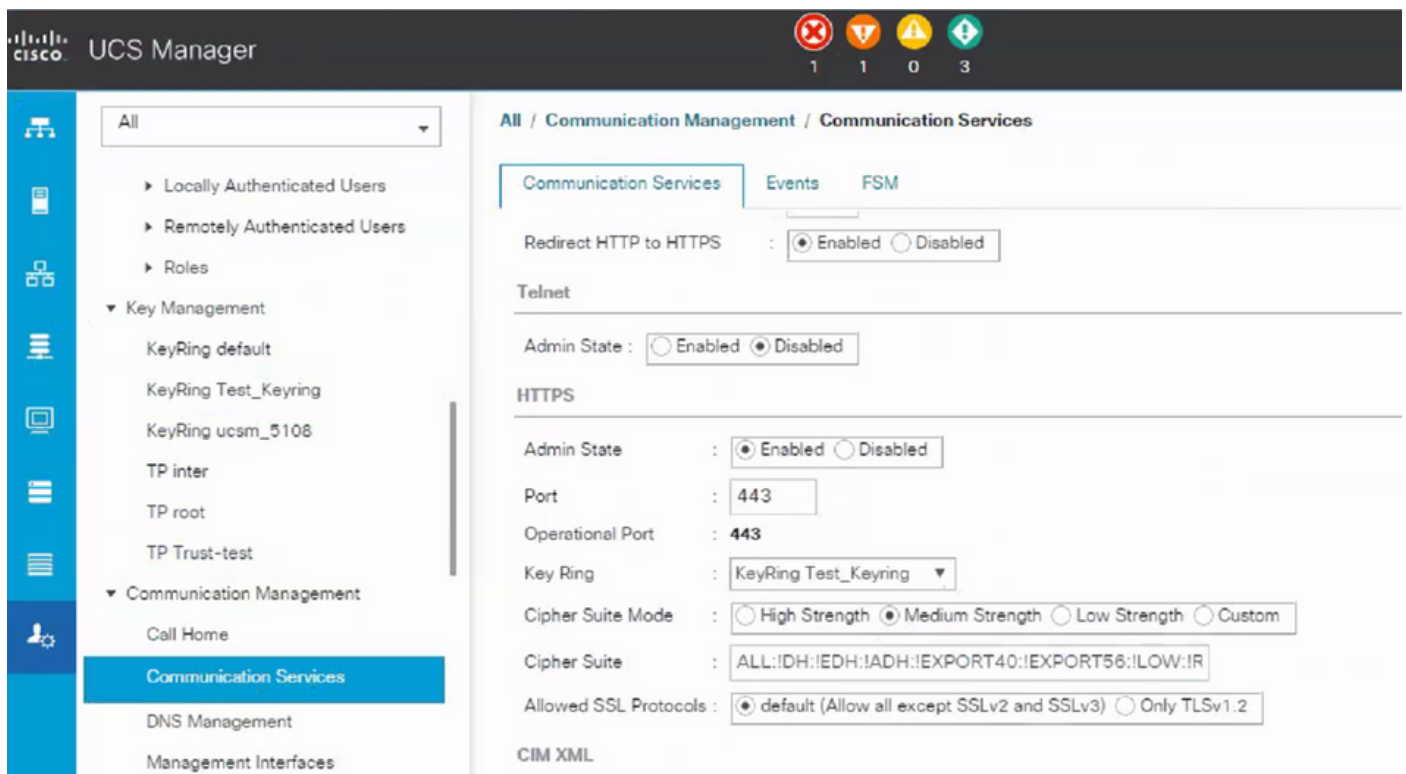 cisco UCS Manager
1 1 0 3
All
Locally Authenticated Users
Remotely Authenticated Users
Roles
Key Management
KeyRing default
KeyRing Test_Keyring
KeyRing ucsm_5108
TP inter
TP root
TP Trust-test
Communication Management
Call Home
Communication Services
DNS Management
Management Interfaces
All / Communication Management / Communication Services
Communication Services Events FSM
Redirect HTTP to HTTPS : Enabled Disabled
Telnet
Admin State : Enabled Disabled
HTTPS
Admin State : Enabled Disabled
Port : 443
Operational Port : 443
Key Ring : KeyRing Test_Keyring
Cipher Suite Mode : High Strength Medium Strength Low Strength Custom
Cipher Suite : ALL:!DH:!EDH:!ADH:!EXPORT40:!EXPORT56:!LOW:!R
Allowed SSL Protocols : default (Allow all except SSLv2 and SSLv3) Only TLSv1.2
CIM XML